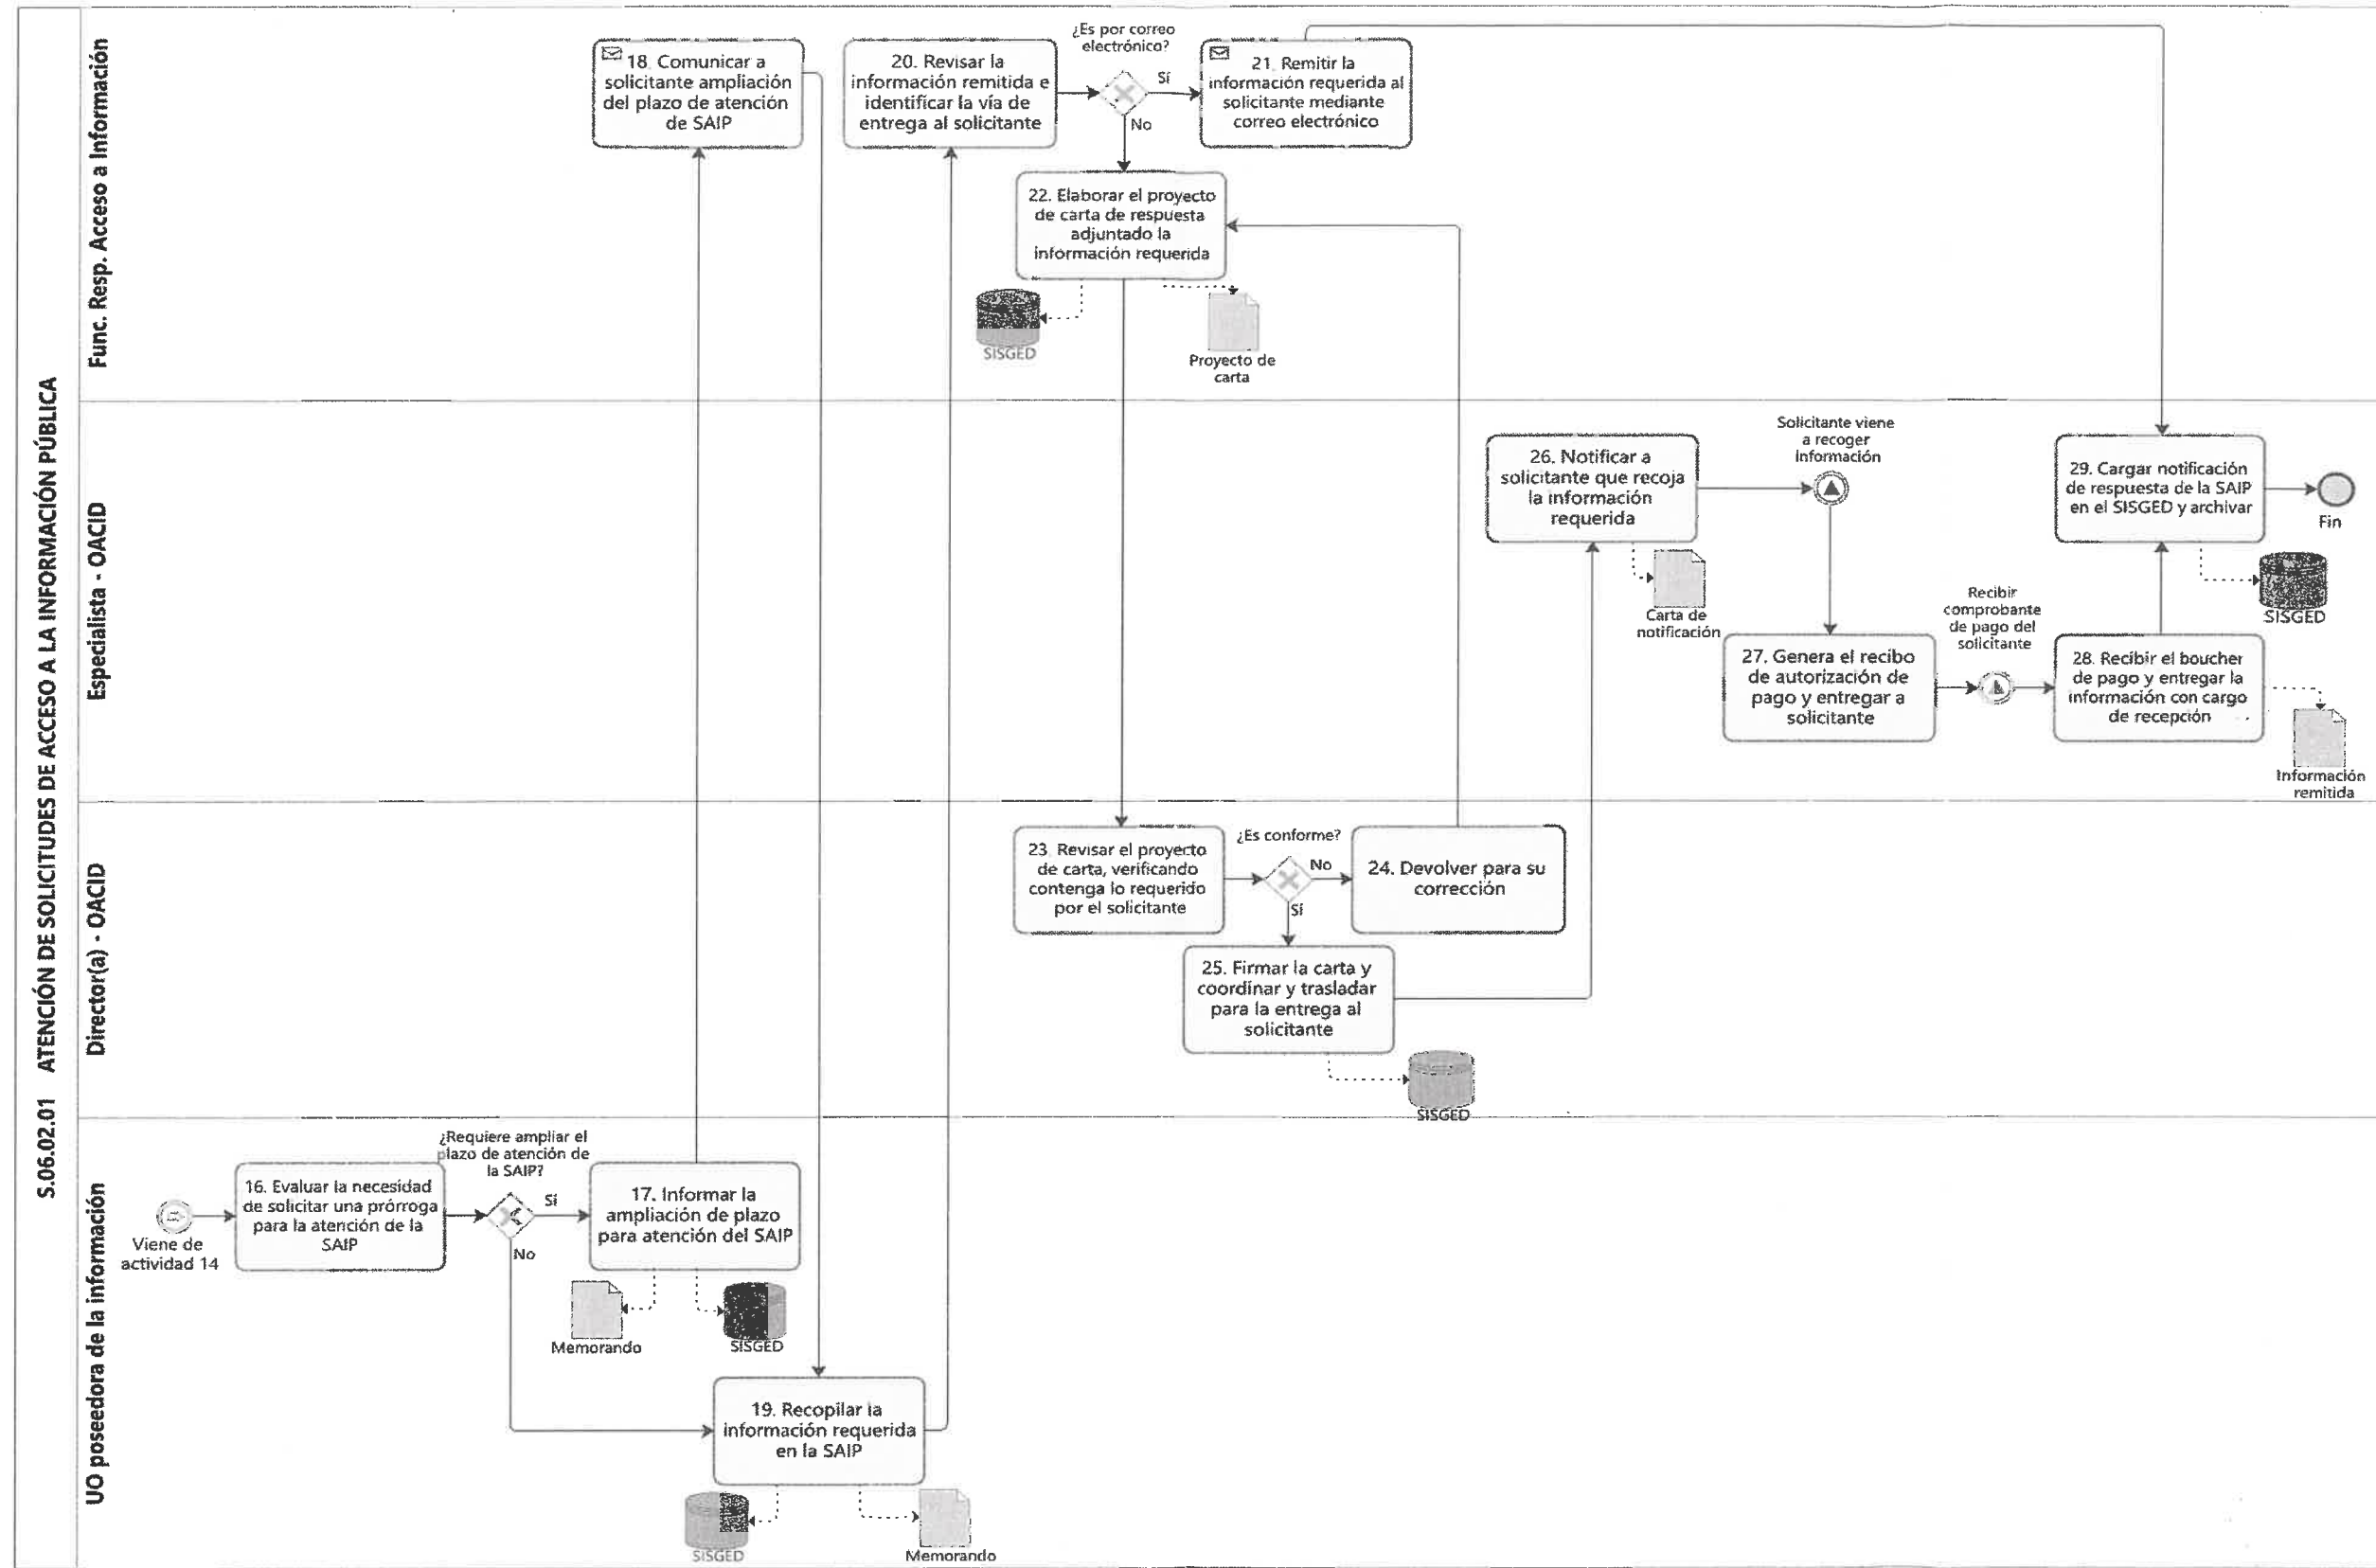 S.06.02.01 ATENCIÓN DE SOLICITUDES DE ACCESO A LA INFORMACIÓN PÚBLICA
Func. Resp. Acceso a Información
18. Comunicar a
solicitante ampliación
del plazo de atención
de SAIP
20. Revisar la
información remitida e
identificar la vía de
entrega al solicitante
¿Es por correo
electrónico?
Sí
No
21. Remitir la
información requerida al
solicitante mediante
correo electrónico
22. Elaborar el proyecto
de carta de respuesta
adjuntado la
información requerida
SISGED
Proyecto de
carta
Especialista - OACID
26. Notificar a
solicitante que recoja
la información
requerida
Carta de
notificación
Solicitante viene
a recoger
información
27. Genera el recibo
de autorización de
pago y entregar a
solicitante
Recibir
comprobante
de pago del
solicitante
28. Recibir el boucher
de pago y entregar la
información con cargo
de recepción
Información
remitida
29. Cargar notificación
de respuesta de la SAIP
en el SISGED y archivar
SISGED
Fin
Director(a) - OACID
23. Revisar el proyecto
de carta, verificando
contenga lo requerido
por el solicitante
¿Es conforme?
No
Sí
24. Devolver para su
corrección
25. Firmar la carta y
coordinar y trasladar
para la entrega al
solicitante
SISGED
UO poseedora de la información
Viene de
actividad 14
16. Evaluar la necesidad
de solicitar una prórroga
para la atención de la
SAIP
¿Requiere ampliar el
plazo de atención de
la SAIP?
Sí
No
17. Informar la
ampliación de plazo
para atención del SAIP
Memorando
SISGED
19. Recopilar la
información requerida
en la SAIP
SISGED
Memorando